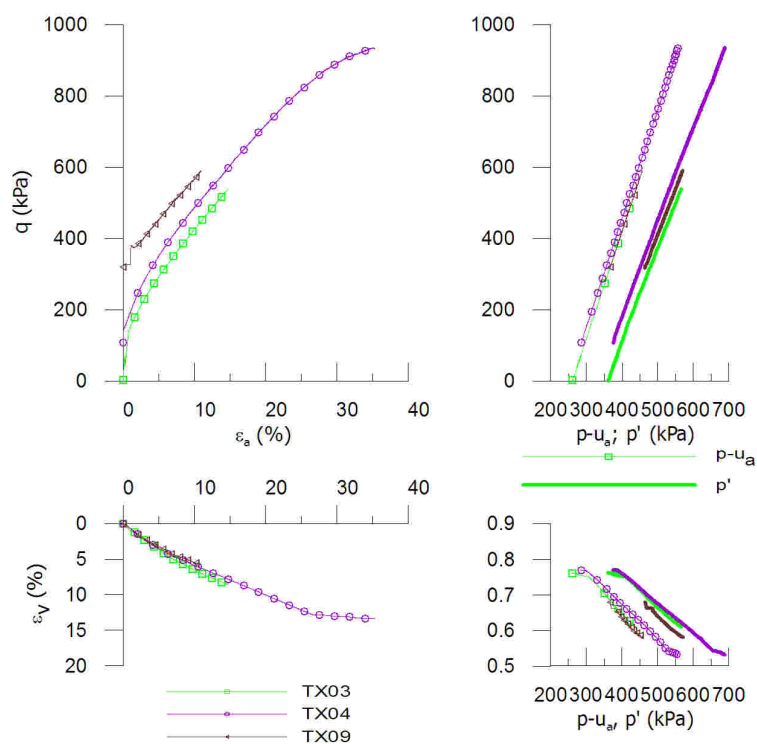 1000
800
600
400
200
0
q (kPa)
0 10 20 30 40
εa (%)
1000
800
600
400
200
0
200 300 400 500 600 700
p-ua; p' (kPa)
p-ua
p'
0 10 20 30 40
0
5
10
15
20
εv (%)
0.9
0.8
0.7
0.6
0.5
200 300 400 500 600 700
p-ua, p' (kPa)
TX03
TX04
TX09